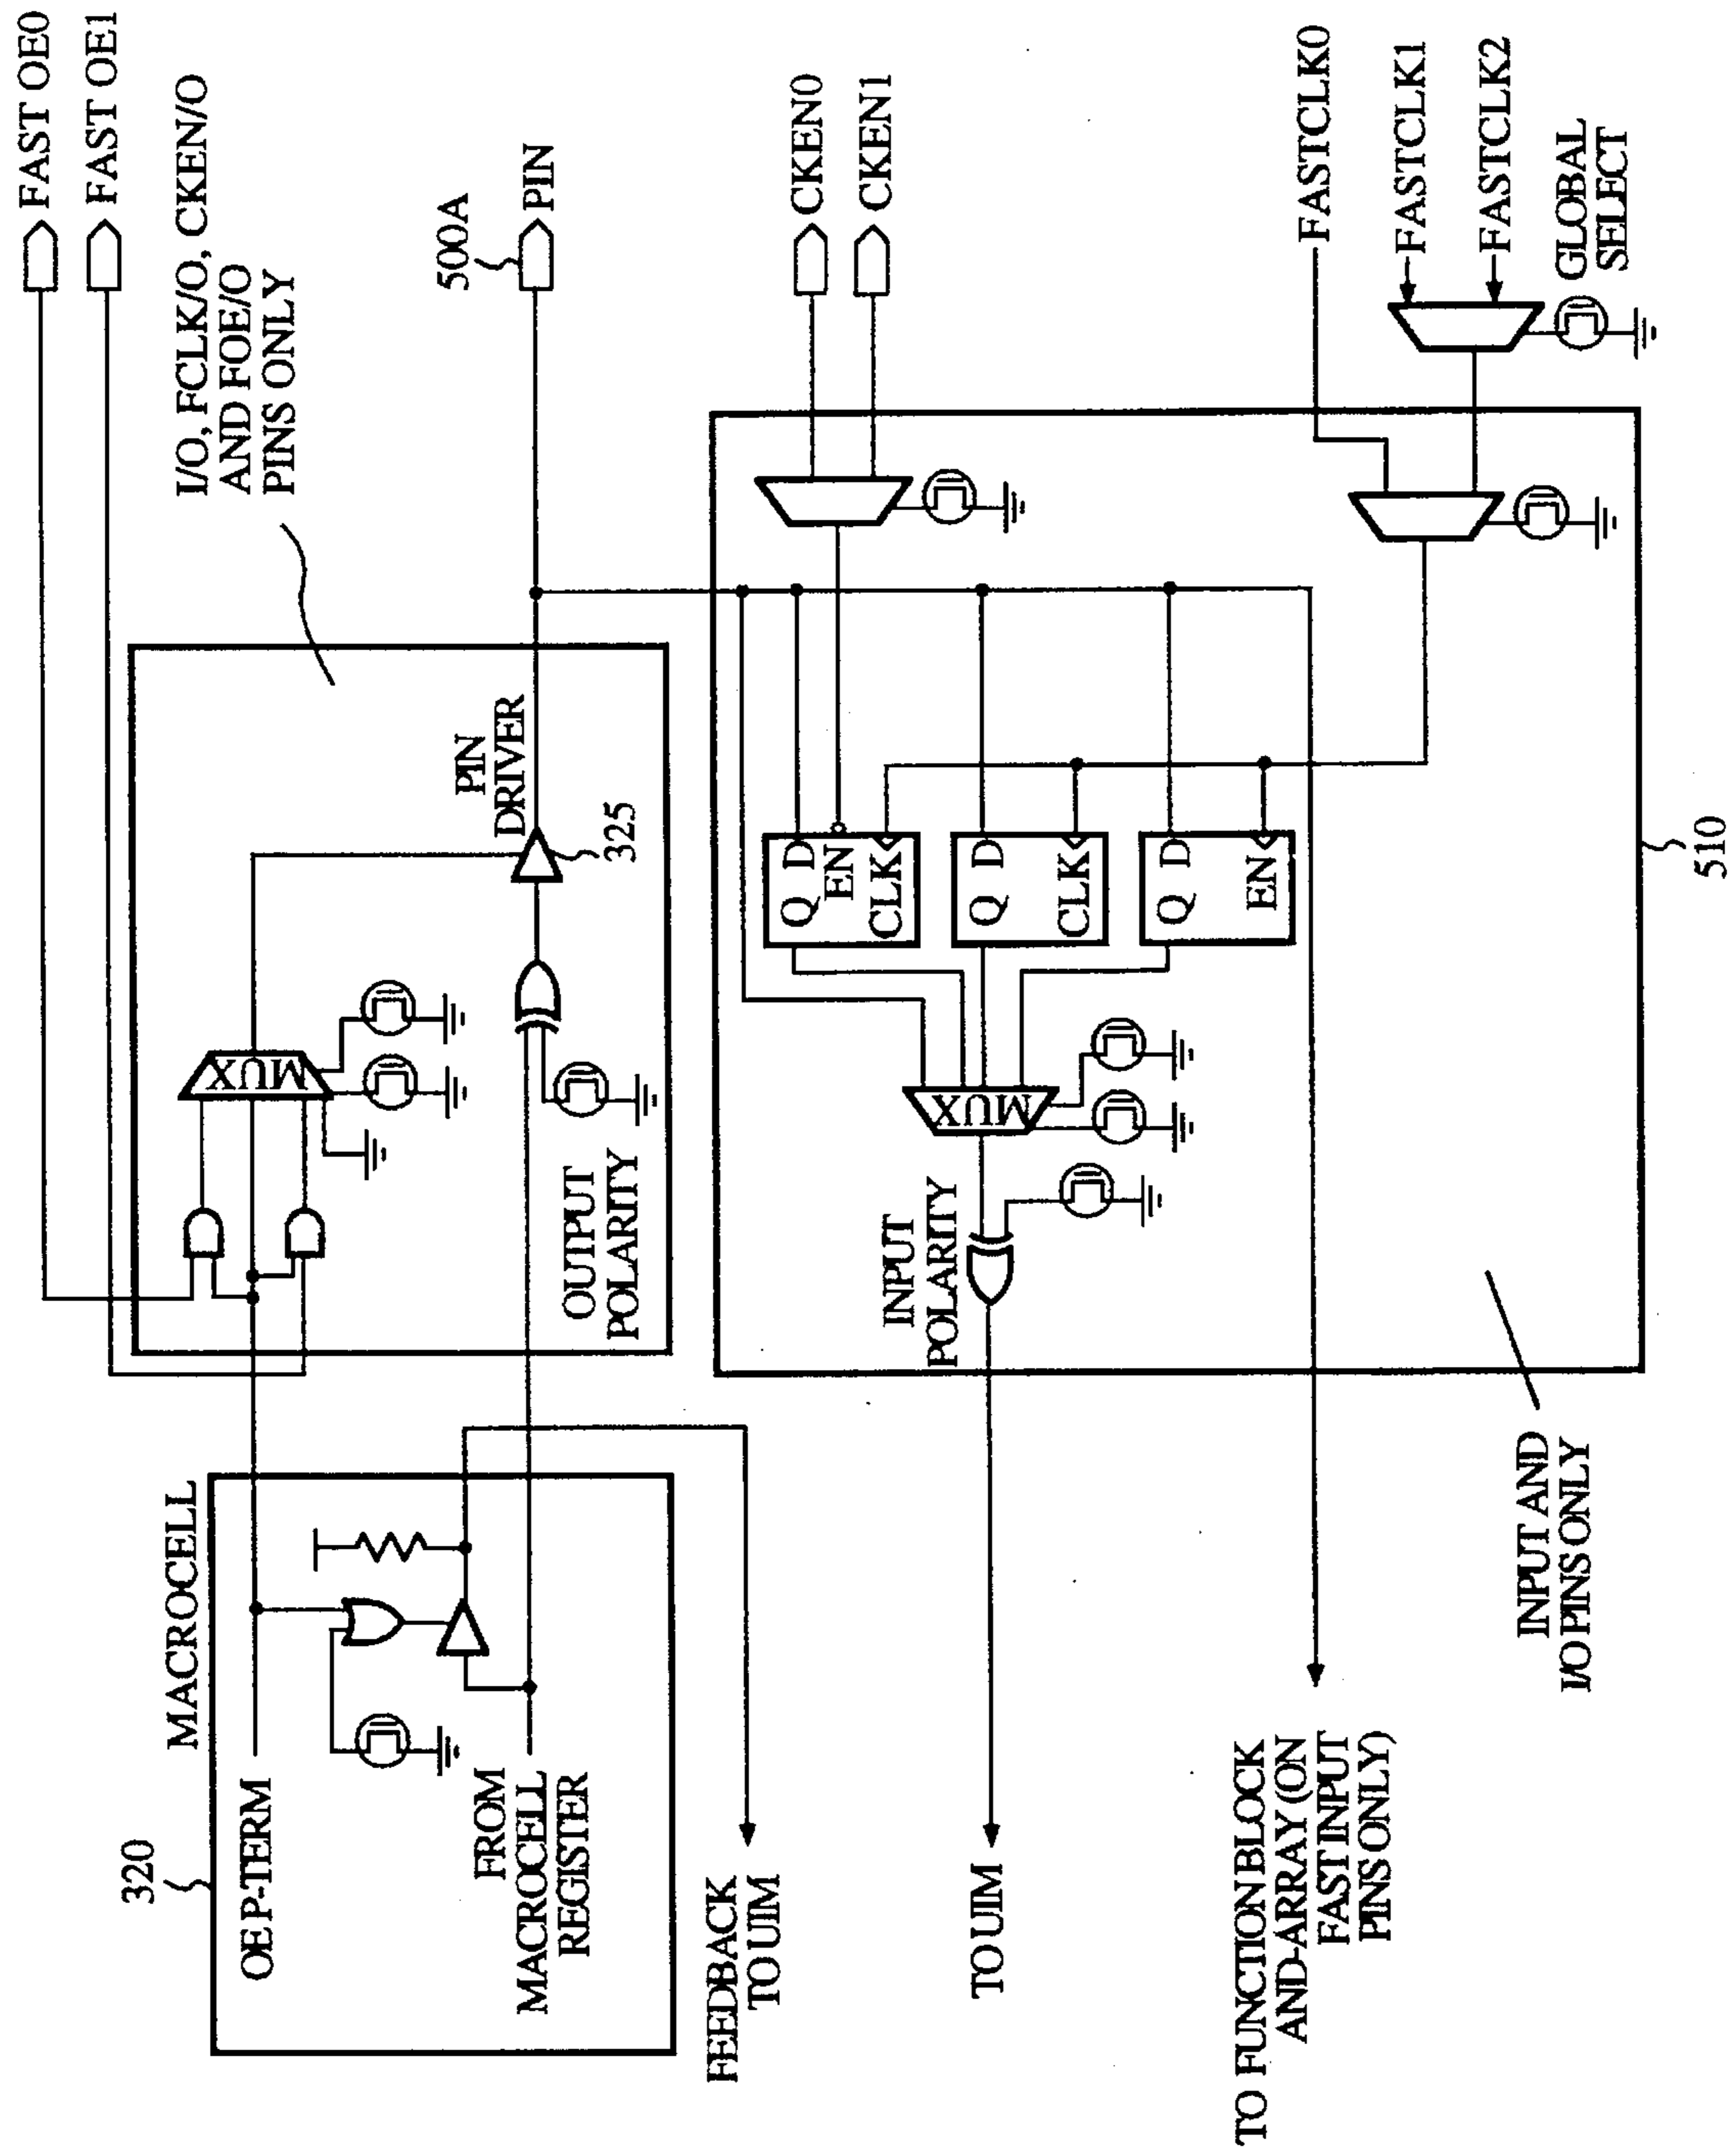 FAST OE0
FAST OE1
I/O, FCLK/O, CKEN/O
AND FOE/O
PINS ONLY
MACROCELL
320
OE P-TERM
FROM
MACROCELL
REGISTER
MUX
OUTPUT
POLARITY
PIN
DRIVER
325
500A
PIN
FEEDBACK
TO UIM
CKEN0
CKEN1
INPUT
POLARITY
MUX
Q D
EN
CLK
Q D
CLK
Q D
EN
TO UIM
FASTCLK0
FASTCLK1
FASTCLK2
GLOBAL
SELECT
TO FUNCTION BLOCK
AND-ARRAY (ON
FAST INPUT
PINS ONLY)
INPUT AND
I/O PINS ONLY
510